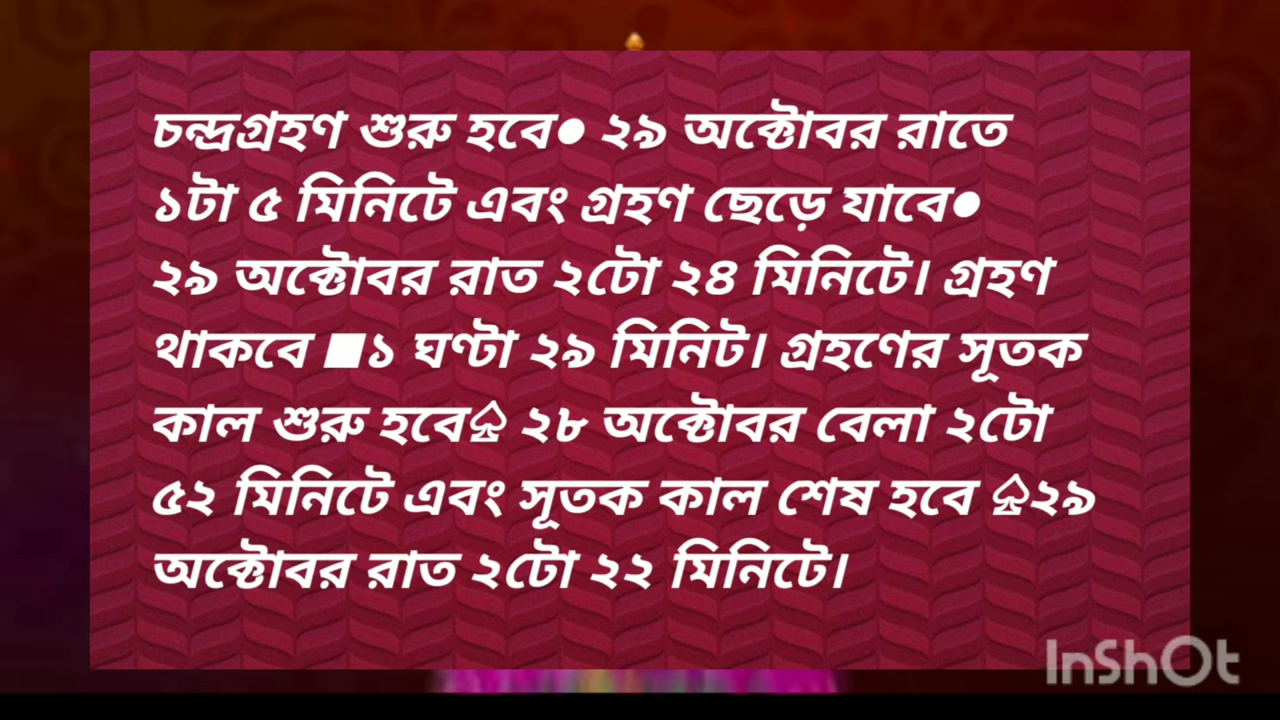 চন্দ্রগ্রহণ শুরু হবে● ২৯ অক্টোবর রাতে
১টা ৫ মিনিটে এবং গ্রহণ ছেড়ে যাবে●
২৯ অক্টোবর রাত ২টো ২৪ মিনিটে। গ্রহণ
থাকবে ■১ ঘণ্টা ২৯ মিনিট। গ্রহণের সূতক
কাল শুরু হবে♤ ২৮ অক্টোবর বেলা ২টো
৫২ মিনিটে এবং সূতক কাল শেষ হবে ♤২৯
অক্টোবর রাত ২টো ২২ মিনিটে।
InShOt